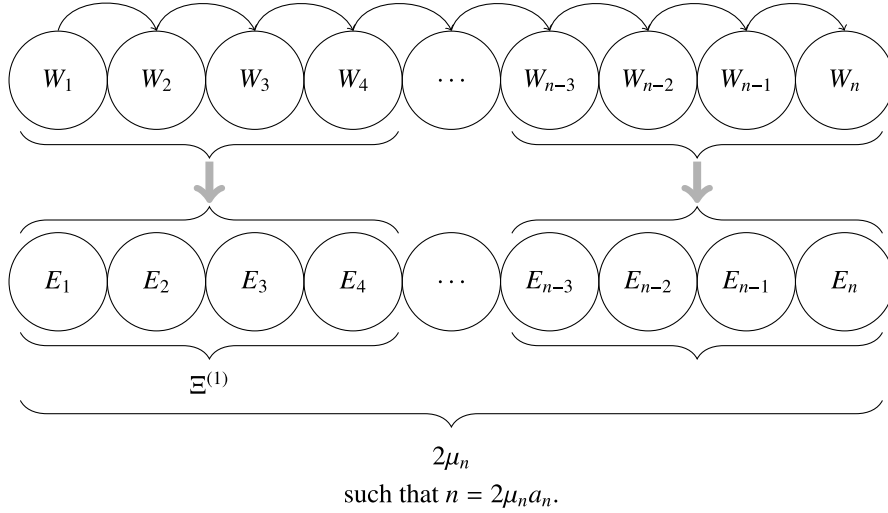 W₁ W₂ W₃ W₄ ⋯ Wₙ₋₃ Wₙ₋₂ Wₙ₋₁ Wₙ
E₁ E₂ E₃ E₄ ⋯ Eₙ₋₃ Eₙ₋₂ Eₙ₋₁ Eₙ
Ξ⁽¹⁾
2μₙ
such that n = 2μₙaₙ.